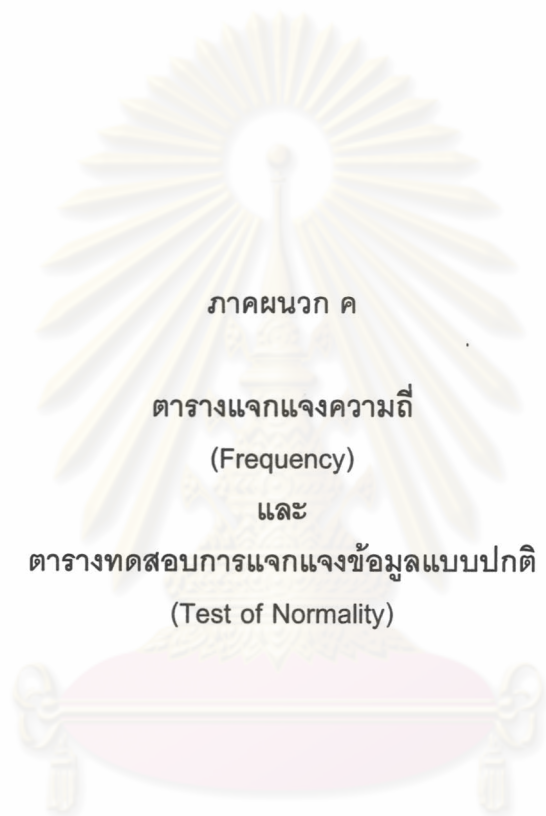 ภาคผนวก ค
ตารางแจกแจงความถี่
(Frequency)
และ
ตารางทดสอบการแจกแจงข้อมูลแบบปกติ
(Test of Normality)